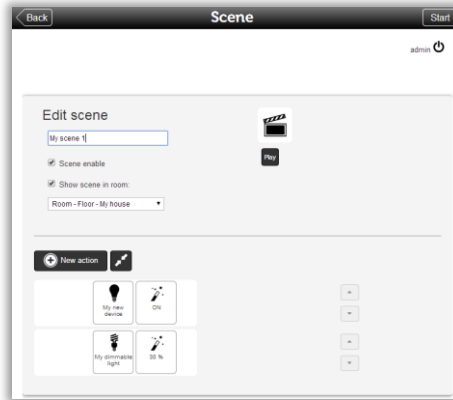 Back
Scene
Start
admin
Edit scene
My scene 1
Scene enable
Show scene in room:
Room - Floor - My house
Play
New action
My new
device
ON
My dimmable
light
30 %